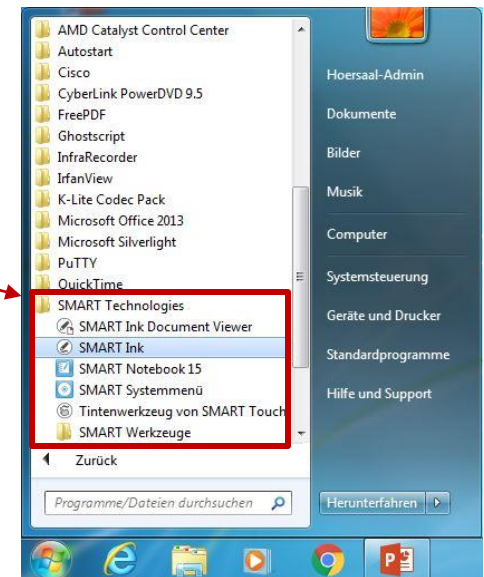 AMD Catalyst Control Center
Autostart
Cisco
CyberLink PowerDVD 9.5
FreePDF
Ghostscript
InfraRecorder
IrfanView
K-Lite Codec Pack
Microsoft Office 2013
Microsoft Silverlight
PuTTY
QuickTime
SMART Technologies
SMART Ink Document Viewer
SMART Ink
SMART Notebook 15
SMART Systemmenü
Tintenwerkzeug von SMART Touch
SMART Werkzeuge
Zurück
Programme/Dateien durchsuchen
Hoersaal-Admin
Dokumente
Bilder
Musik
Computer
Systemsteuerung
Geräte und Drucker
Standardprogramme
Hilfe und Support
Herunterfahren